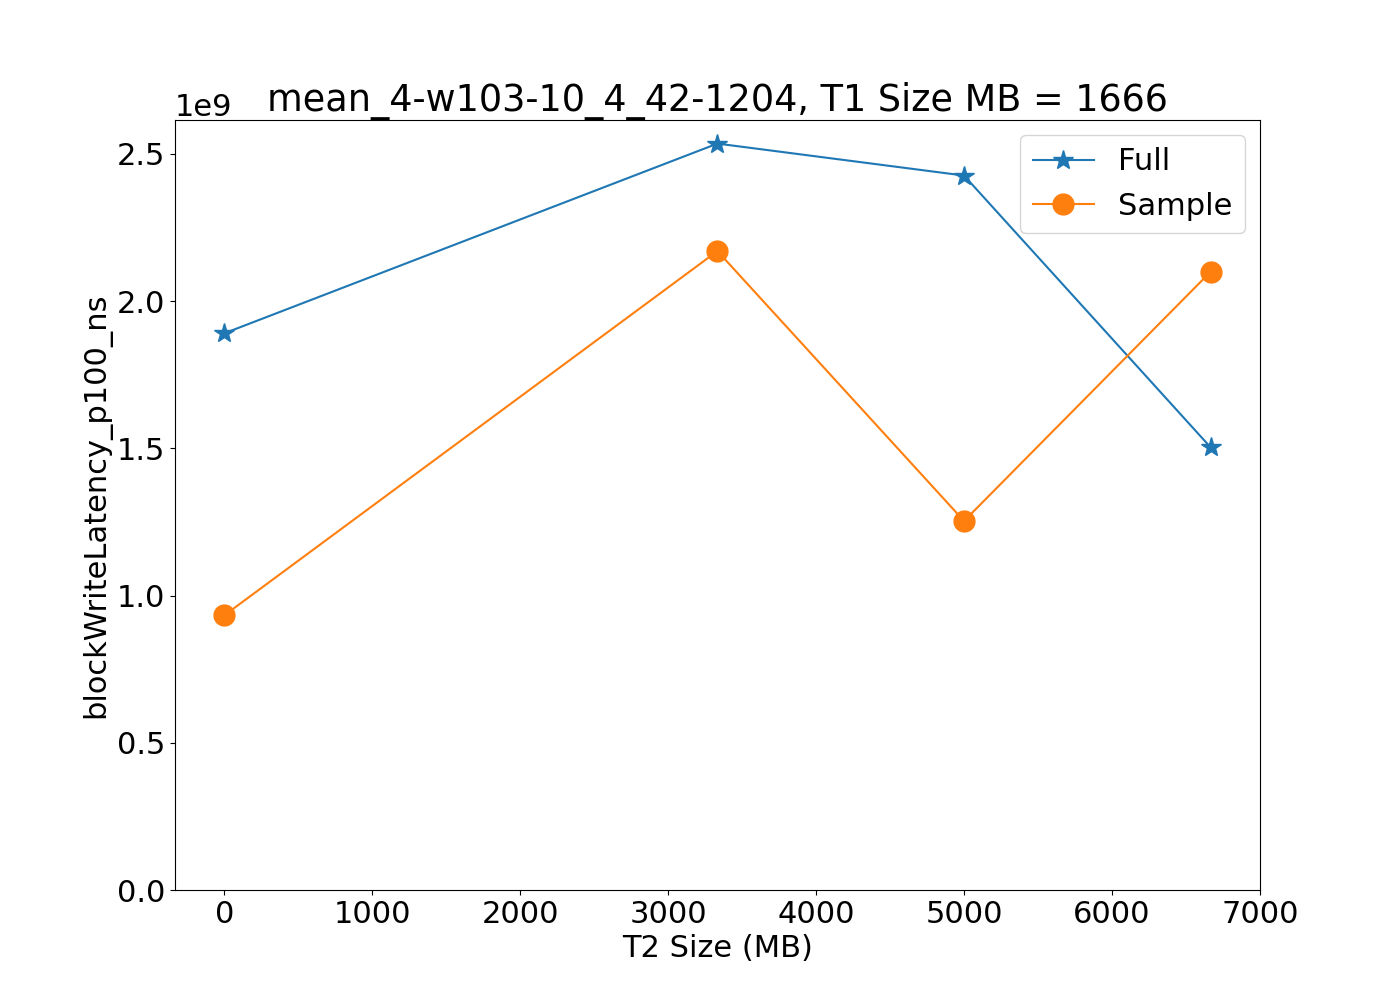 1e9
mean_4-w103-10_4_42-1204, T1 Size MB = 1666
Full
Sample
blockWriteLatency_p100_ns
2.5
2.0
1.5
1.0
0.5
0.0
0 1000 2000 3000 4000 5000 6000 7000
T2 Size (MB)